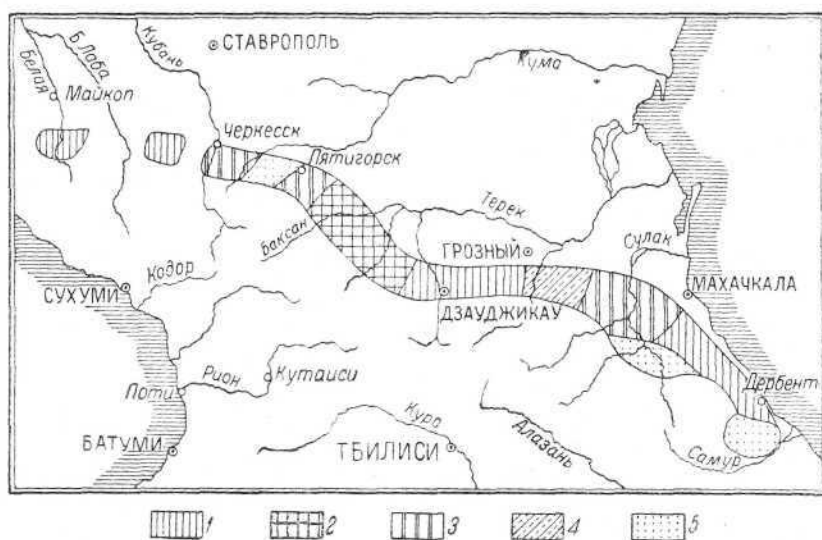 СТАВРОПОЛЬ
Б.Лаба
Кубань
Белая
Майкоп
Кума
Черкесск
Пятигорск
Терек
Баксан
ГРОЗНЫЙ
Сулак
Кодор
СУХУМИ
МАХАЧКАЛА
ДЗАУДЖИКАУ
Рион
Кутаиси
Поти
Дербент
Кура
БАТУМИ
ТБИЛИСИ
Алазань
Самур
1 2 3 4 5